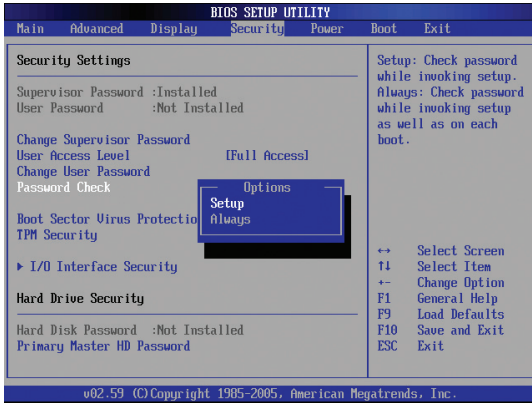 BIOS SETUP UTILITY
Main Advanced Display Security Power Boot Exit
Security Settings
Supervisor Password :Installed
User Password :Not Installed
Change Supervisor Password
User Access Level [Full Access]
Change User Password
Password Check
Boot Sector Virus Protectio
TPM Security
► I/O Interface Security
Hard Drive Security
Hard Disk Password :Not Installed
Primary Master HD Password
Options
Setup
Always
Setup: Check password
while invoking setup.
Always: Check password
while invoking setup
as well as on each
boot.
↔ Select Screen
↑↓ Select Item
+- Change Option
F1 General Help
F9 Load Defaults
F10 Save and Exit
ESC Exit
v02.59 (C)Copyright 1985-2005, American Megatrends, Inc.